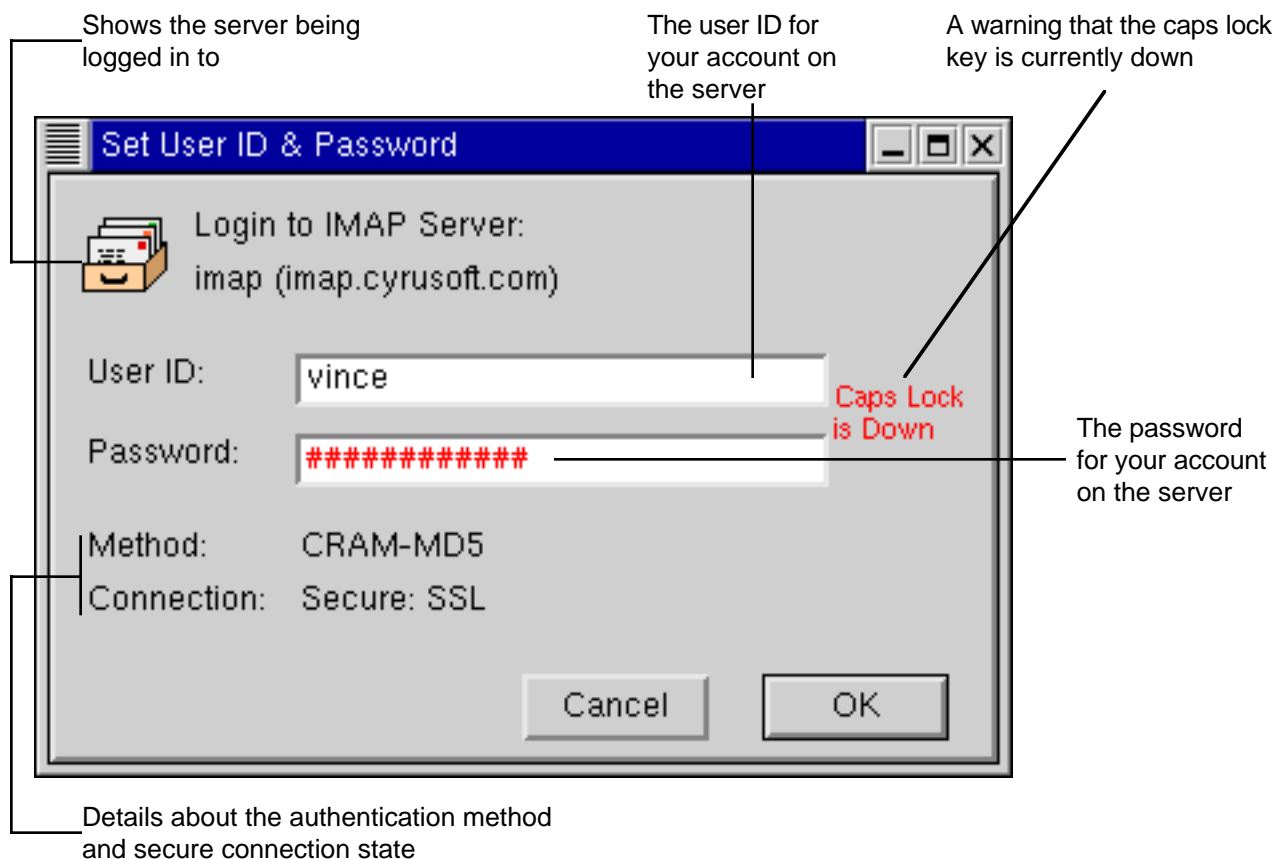 Shows the server being
logged in to
The user ID for
your account on
the server
A warning that the caps lock
key is currently down
Set User ID & Password
Login to IMAP Server:
imap (imap.cyrusoft.com)
User ID:
vince
Caps Lock
is Down
Password:
############
The password
for your account
on the server
Method:
CRAM-MD5
Connection:
Secure: SSL
Cancel
OK
Details about the authentication method
and secure connection state